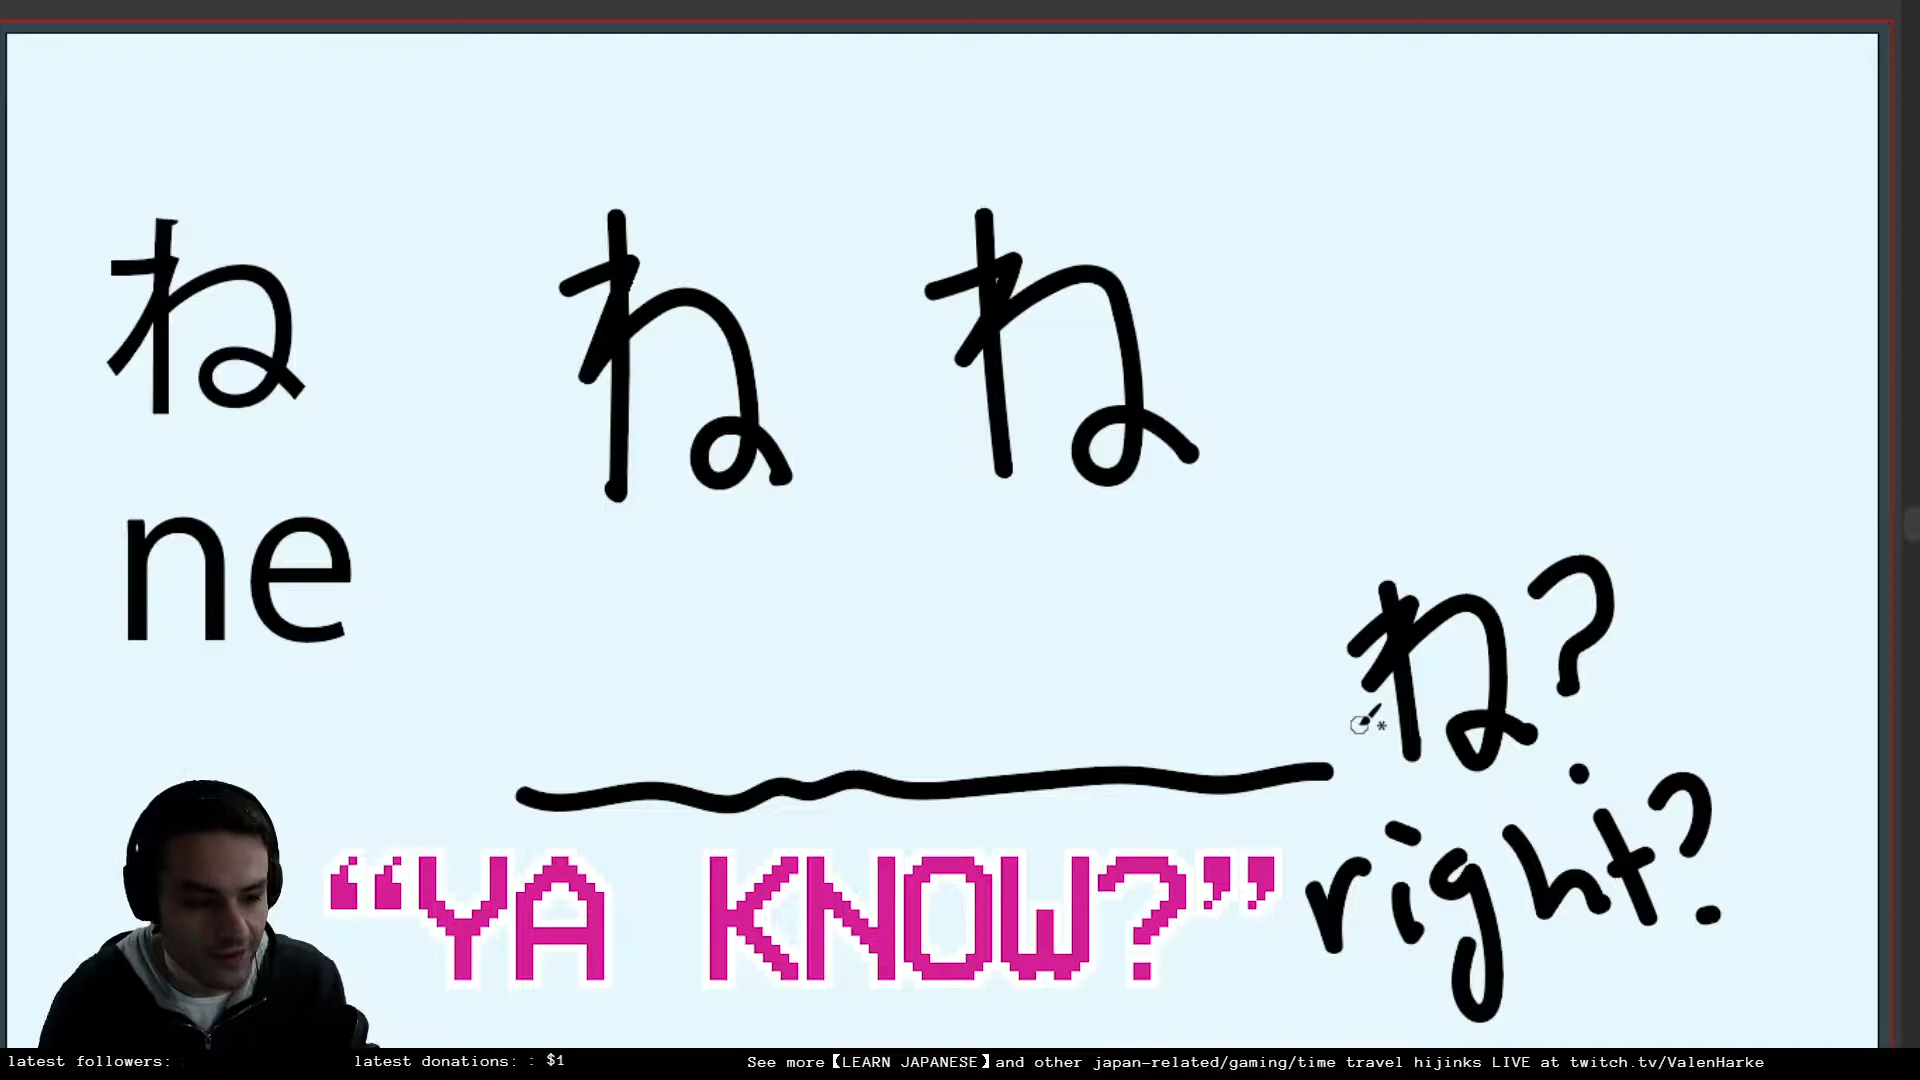 ね ね ね
ne
ね?
right?
“YA KNOW?”
latest followers: latest donations: : $1 See more【LEARN JAPANESE】and other japan-related/gaming/time travel hijinks LIVE at twitch.tv/ValenHarke